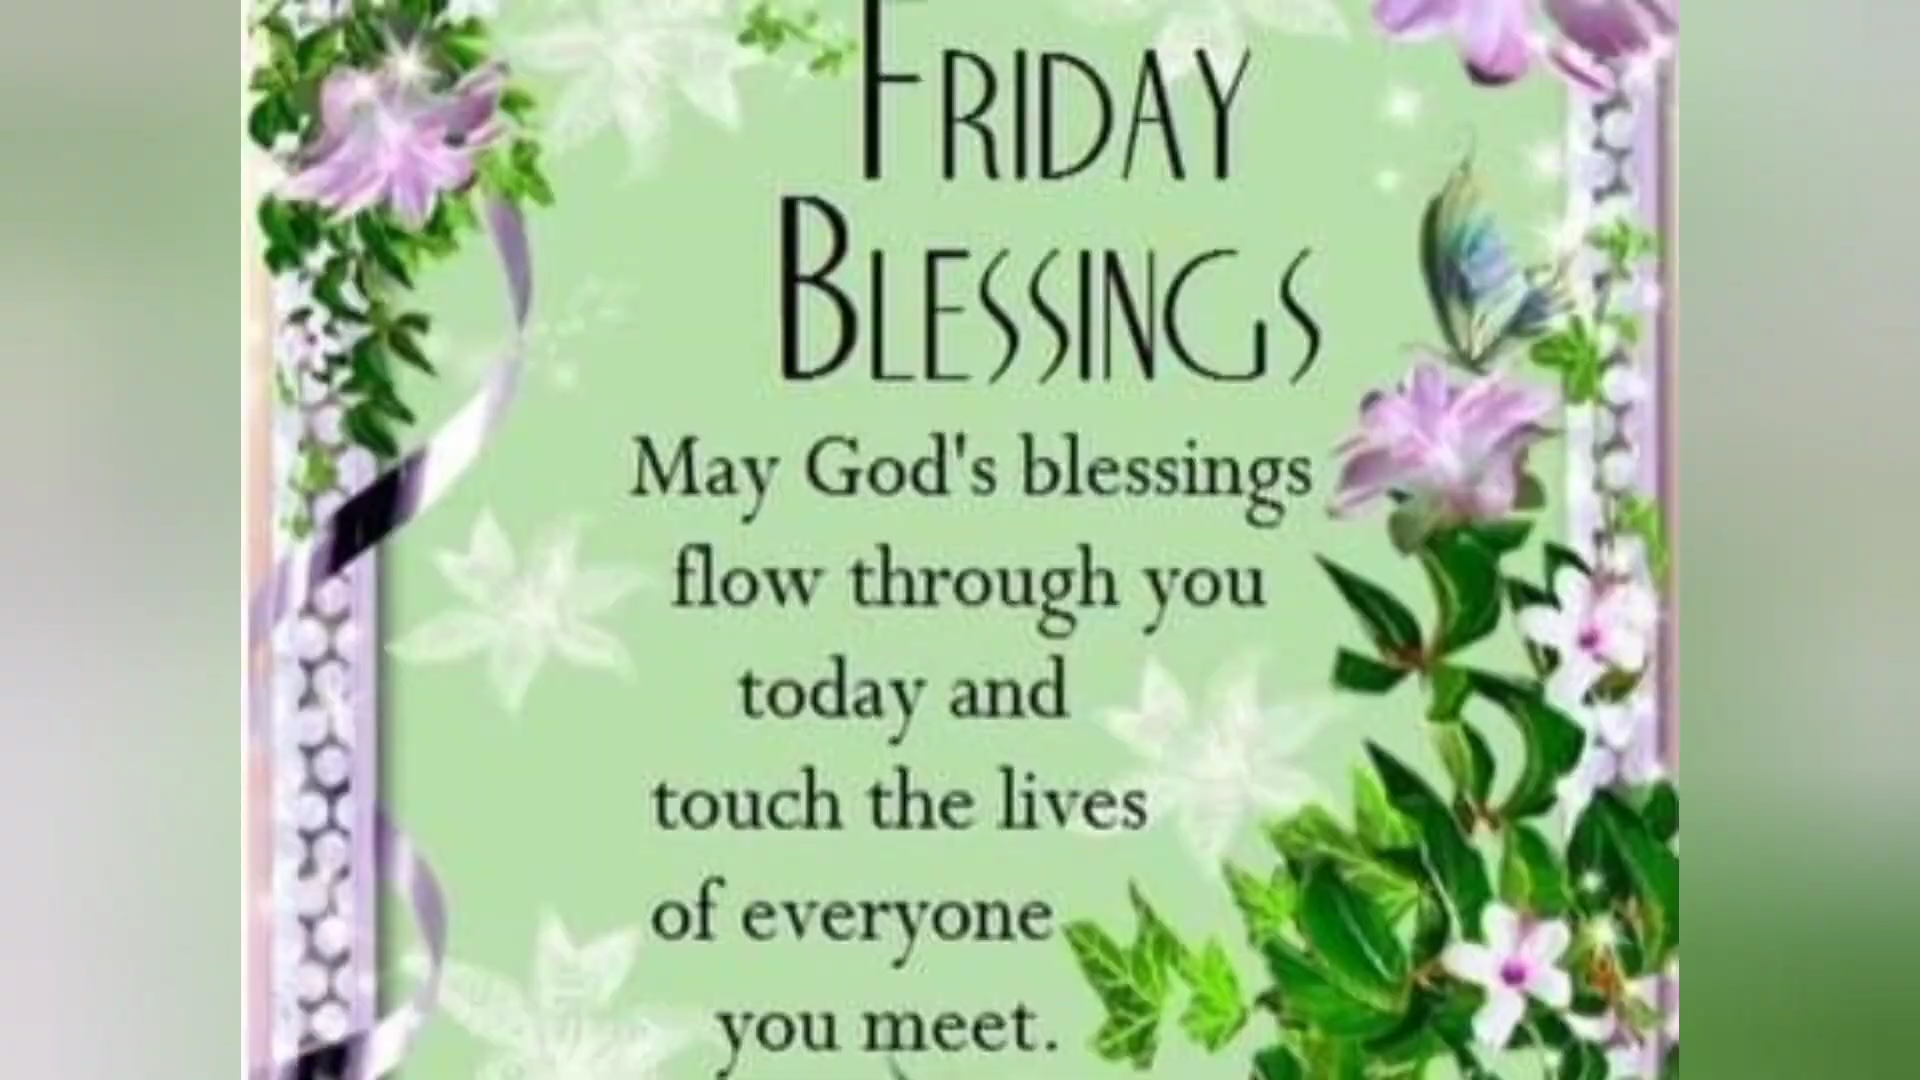 FRIDAY
BLESSINGS
May God's blessings
flow through you
today and
touch the lives
of everyone
you meet.